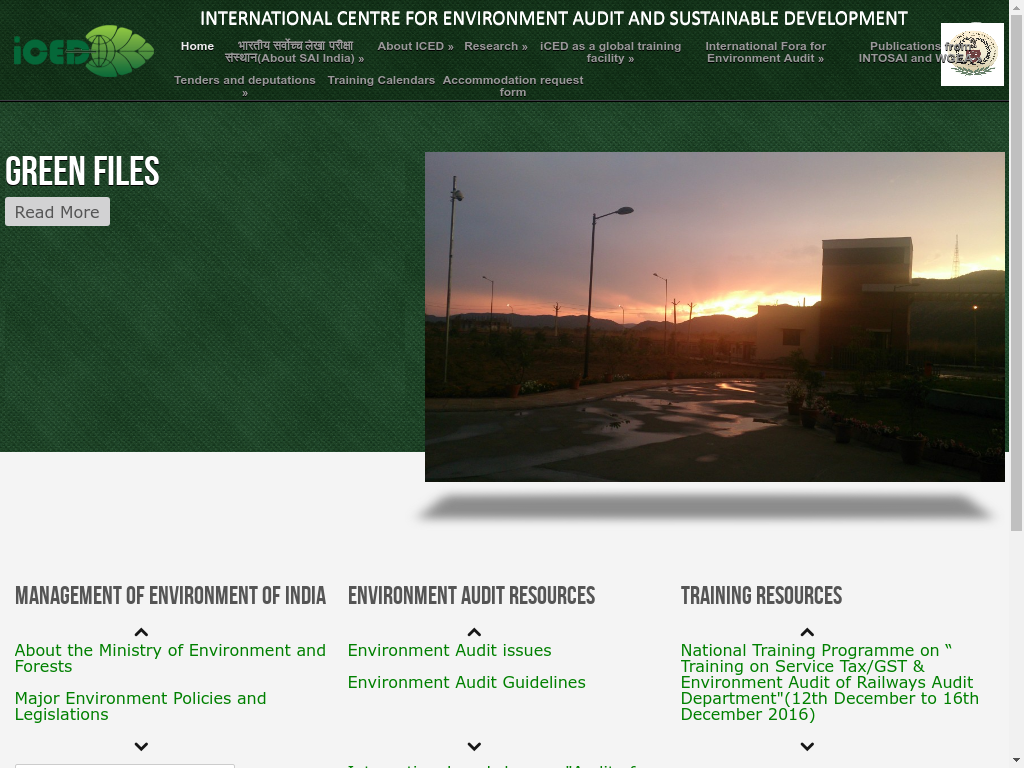 INTERNATIONAL CENTRE FOR ENVIRONMENT AUDIT AND SUSTAINABLE DEVELOPMENT
iCED
Home
भारतीय सर्वोच्च लेखा परीक्षा
संस्थान(About SAI India) »
About ICED »
Research »
iCED as a global training
facility »
International Fora for
Environment Audit »
Publications from
INTOSAI and
Tenders and deputations
»
Training Calendars
Accommodation request
form
GREEN FILES
Read More
MANAGEMENT OF ENVIRONMENT OF INDIA
About the Ministry of Environment and
Forests
Major Environment Policies and
Legislations
ENVIRONMENT AUDIT RESOURCES
Environment Audit issues
Environment Audit Guidelines
TRAINING RESOURCES
National Training Programme on “
Training on Service Tax/GST &
Environment Audit of Railways Audit
Department"(12th December to 16th
December 2016)